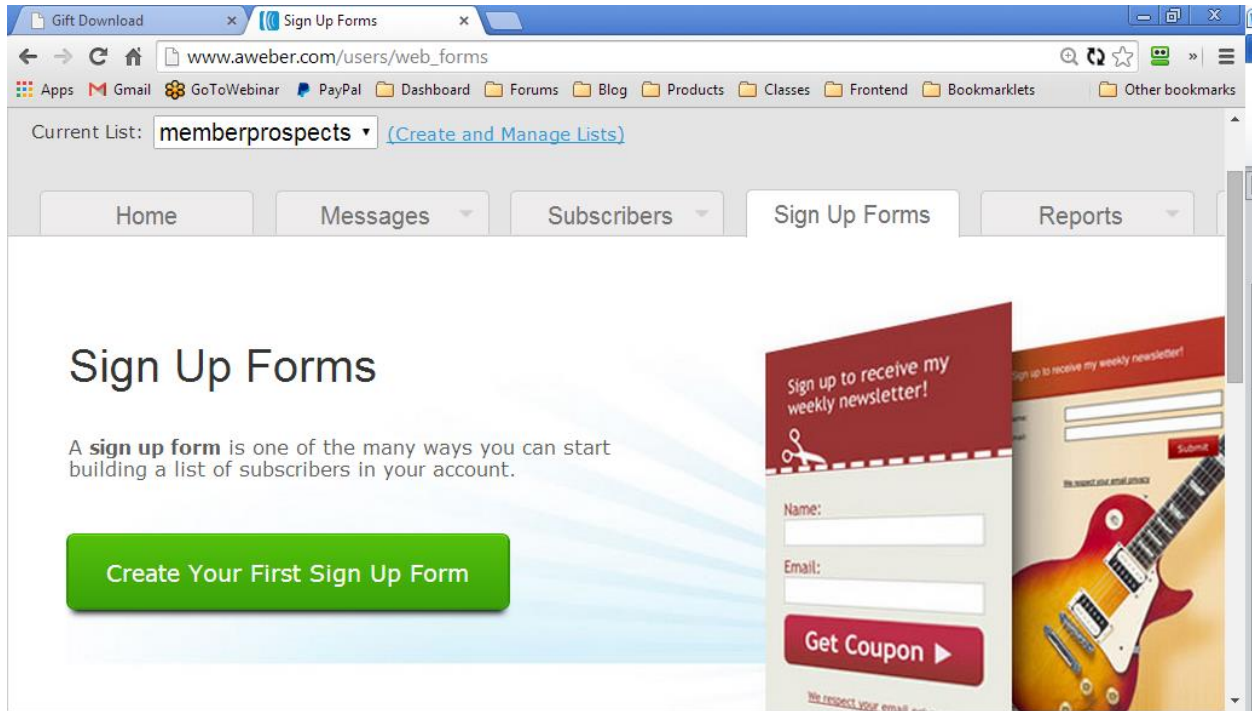 Gift Download
Sign Up Forms
www.aweber.com/users/web_forms
Apps Gmail GoToWebinar PayPal Dashboard Forums Blog Products Classes Frontend Bookmarklets Other bookmarks
Current List: memberprospects (Create and Manage Lists)
Home Messages Subscribers Sign Up Forms Reports
Sign Up Forms
A sign up form is one of the many ways you can start
building a list of subscribers in your account.
Create Your First Sign Up Form
Sign up to receive my
weekly newsletter!
Name:
Email:
Get Coupon
We respect your email
Sign up to receive my weekly newsletter!
Submit
We respect your email privacy